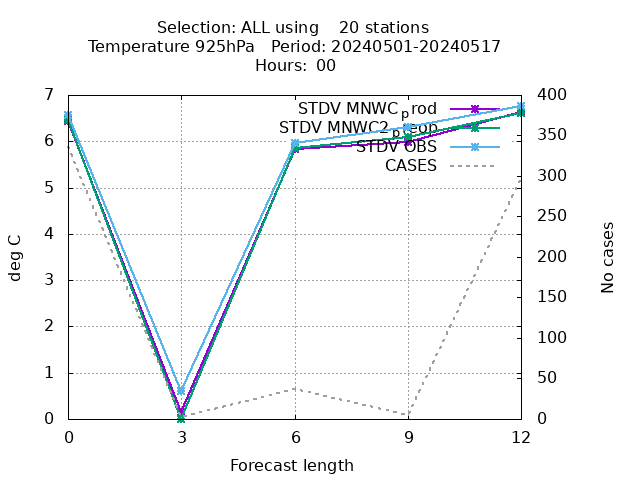 Selection: ALL using    20 stations
Temperature 925hPa   Period: 20240501-20240517
Hours: 00
7
6
5
4
3
2
1
0
400
350
300
250
200
150
100
50
0
STDV MNWCprod
STDV MNWC2preop
STDV OBS
CASES
deg C
No cases
0 3 6 9 12
Forecast length